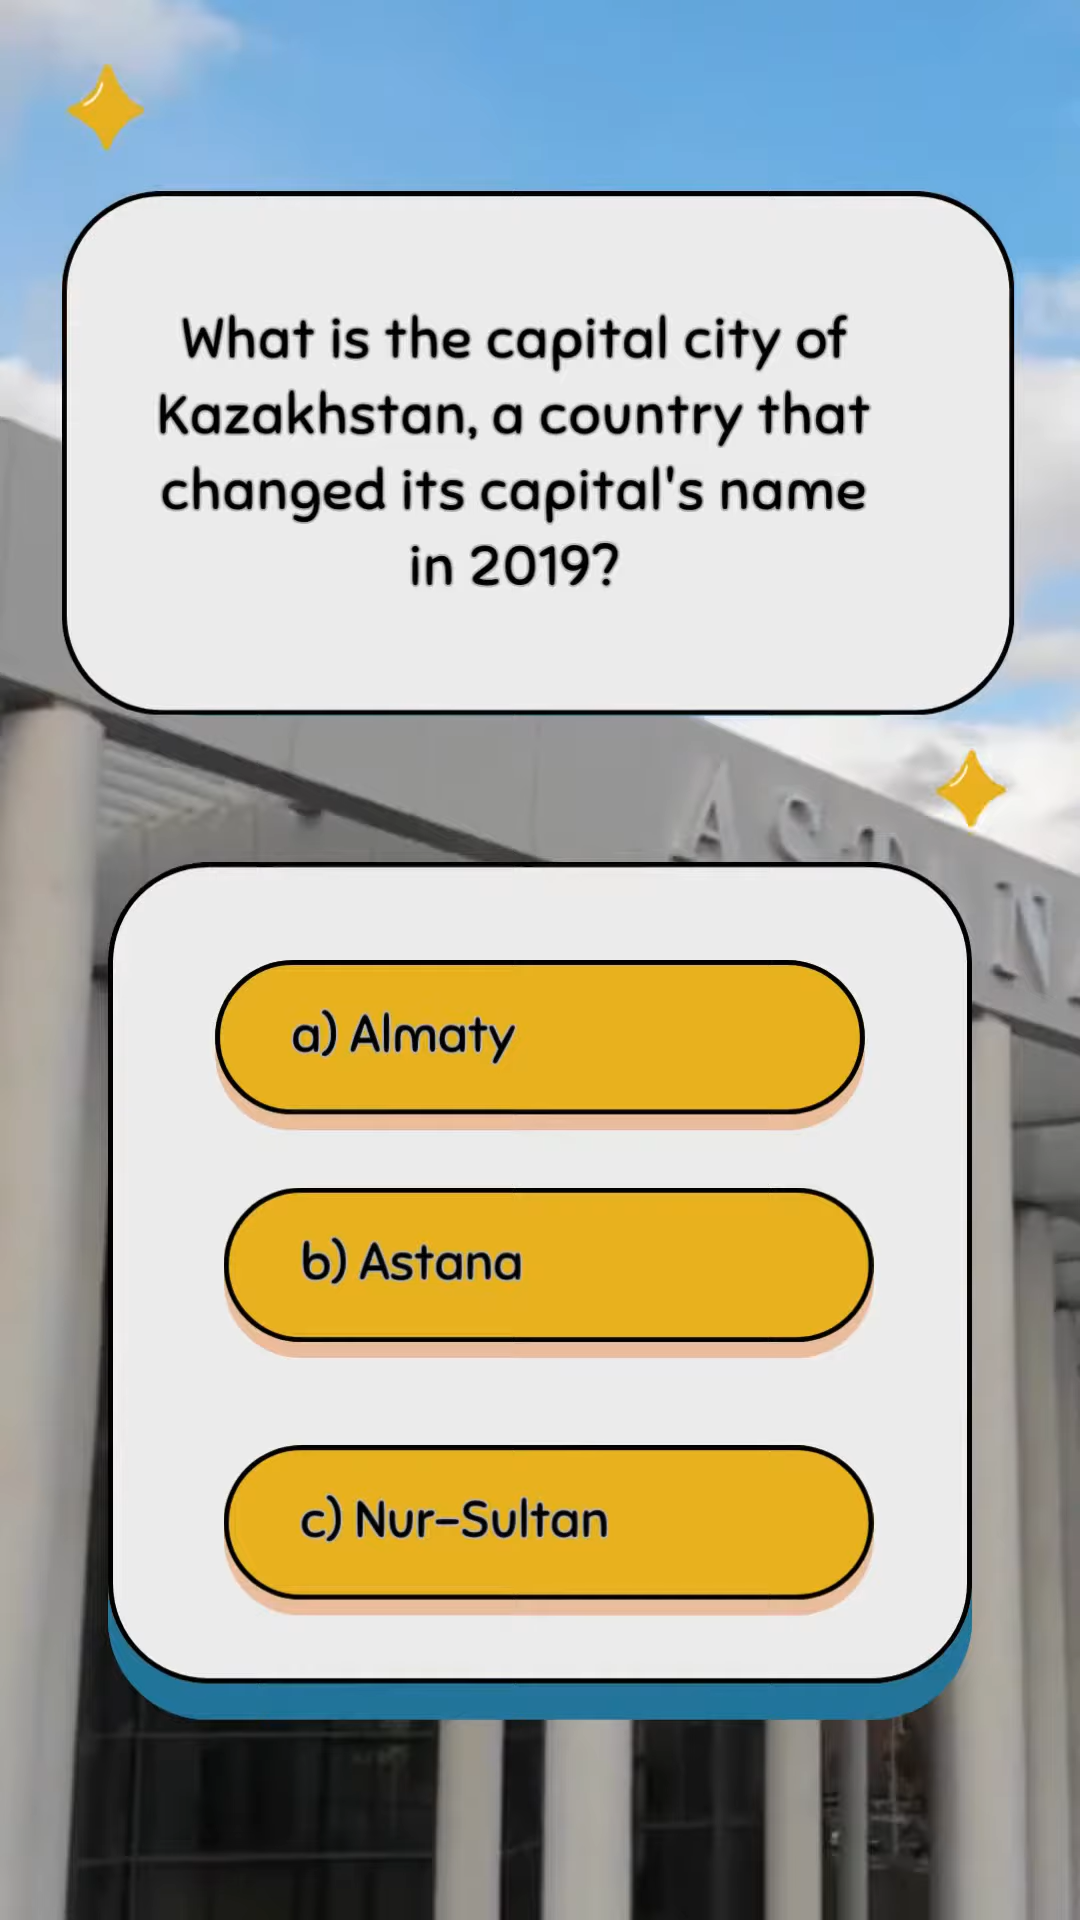 What is the capital city of
Kazakhstan, a country that
changed its capital's name
in 2019?
a) Almaty
b) Astana
c) Nur-Sultan